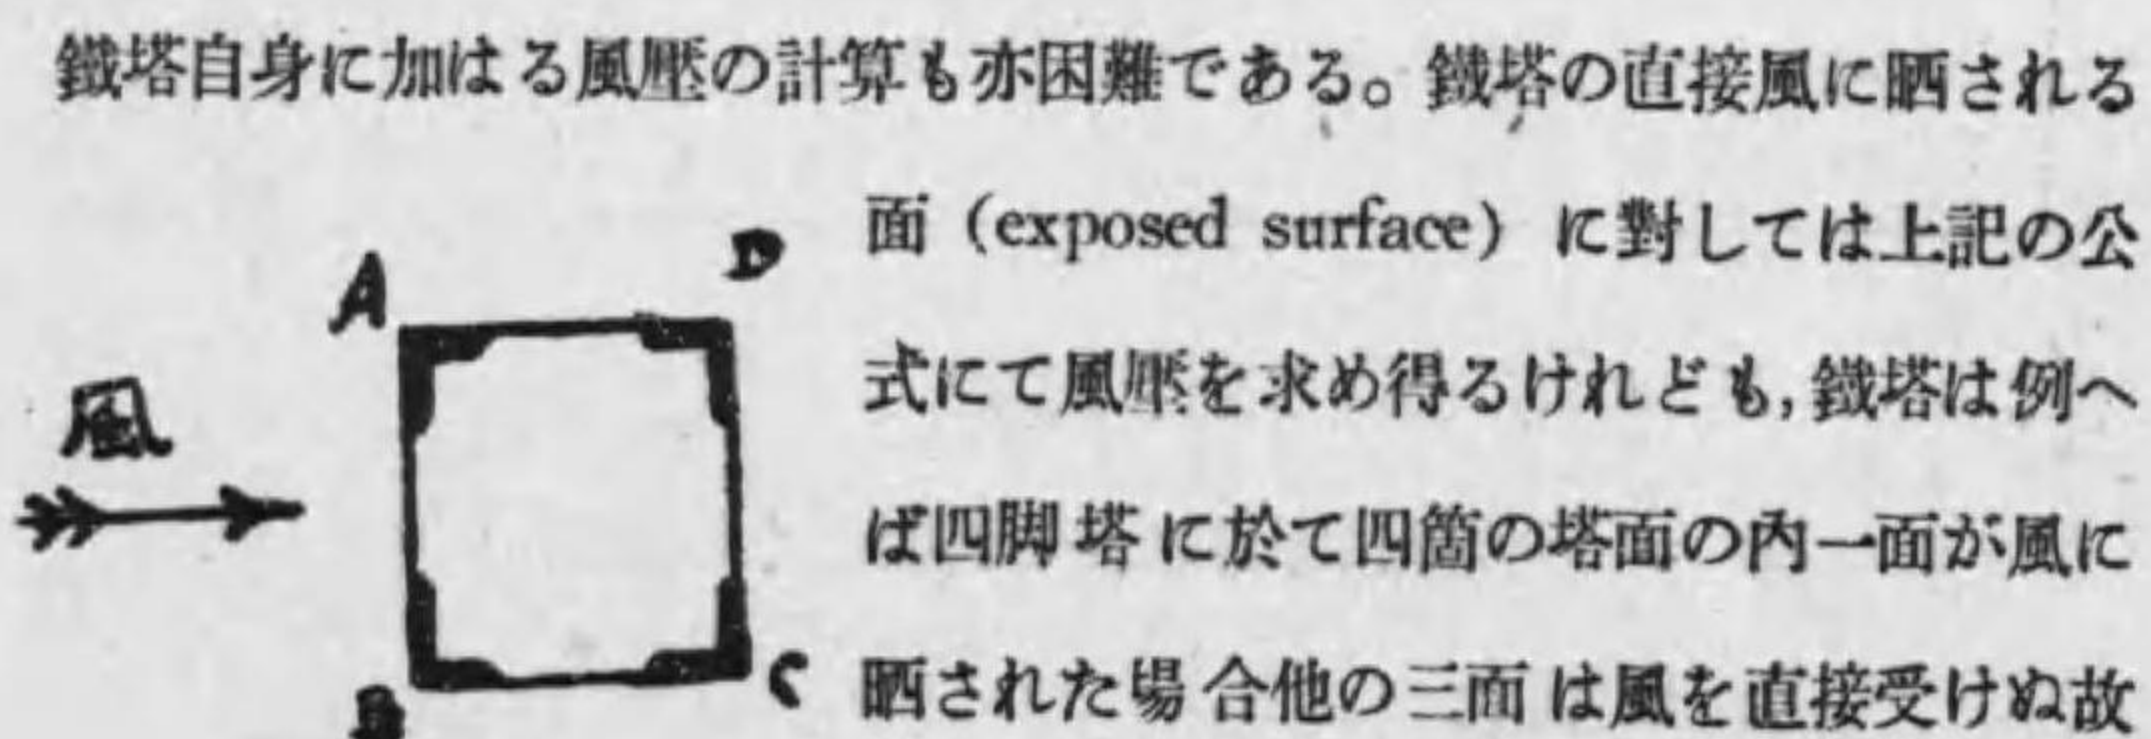 鐵塔自身に加はる風壓の計算も亦困難である。鐵塔の直接風に晒される
面（exposed surface）に對しては上記の公
式にて風壓を求め得るけれども，鐵塔は例へ
ば四脚塔に於て四箇の塔面の內一面が風に
晒された場合他の三面は風を直接受けぬ故
A
D
風
B
C